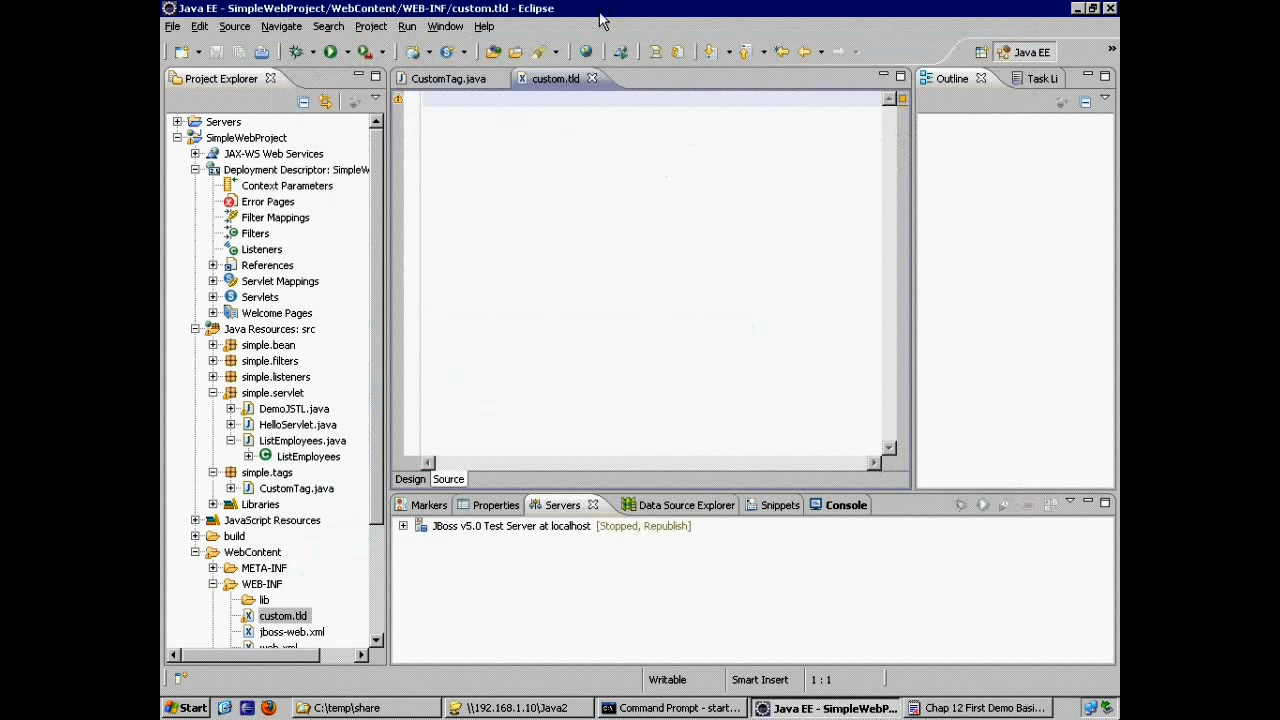 Java EE - SimpleWebProject/WebContent/WEB-INF/custom.tld - Eclipse
File Edit Source Navigate Search Project Run Window Help
Java EE
Project Explorer
CustomTag.java
custom.tld
Outline
Task Li
Servers
SimpleWebProject
JAX-WS Web Services
Deployment Descriptor: SimpleW
Context Parameters
Error Pages
Filter Mappings
Filters
Listeners
References
Servlet Mappings
Servlets
Welcome Pages
Java Resources: src
simple.bean
simple.filters
simple.listeners
simple.servlet
DemoJSTL.java
HelloServlet.java
ListEmployees.java
ListEmployees
simple.tags
CustomTag.java
Libraries
JavaScript Resources
build
WebContent
META-INF
WEB-INF
lib
custom.tld
jboss-web.xml
web.xml
Design Source
Markers Properties Servers Data Source Explorer Snippets Console
JBoss v5.0 Test Server at localhost [Stopped, Republish]
Writable Smart Insert 1 : 1
Start C:\temp\share \\192.168.1.10\Java2 Command Prompt - start... Java EE - SimpleWebP... Chap 12 First Demo Basi...